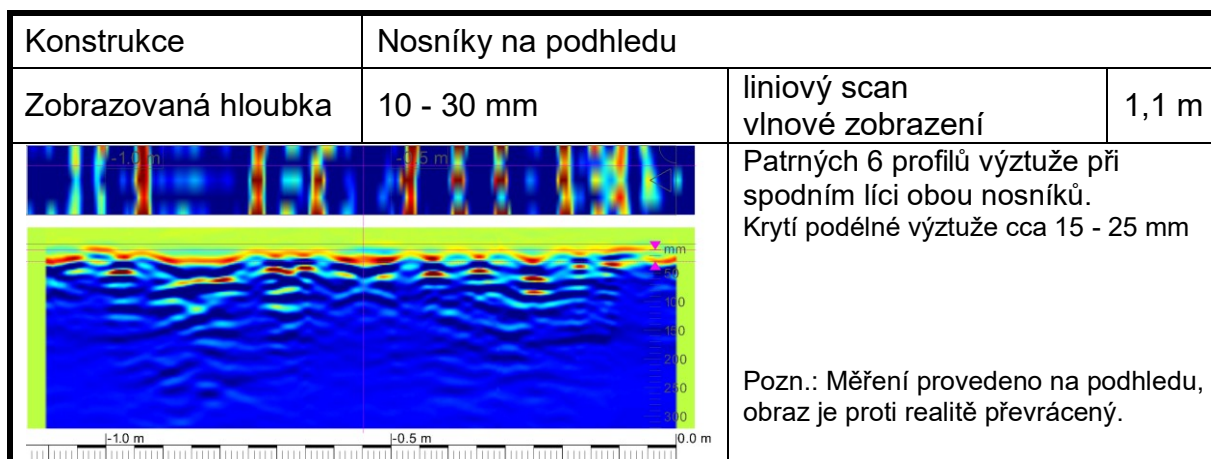 Konstrukce
Nosníky na podhledu
Zobrazovaná hloubka
10 - 30 mm
liniový scan
vlnové zobrazení
1,1 m
-1.0 m
-0.5 m
mm
50
100
150
200
250
300
-1.0 m
-0.5 m
0.0 m
Patrných 6 profilů výztuže při
spodním líci obou nosníků.
Krytí podélné výztuže cca 15 - 25 mm
Pozn.: Měření provedeno na podhledu,
obraz je proti realitě převrácený.